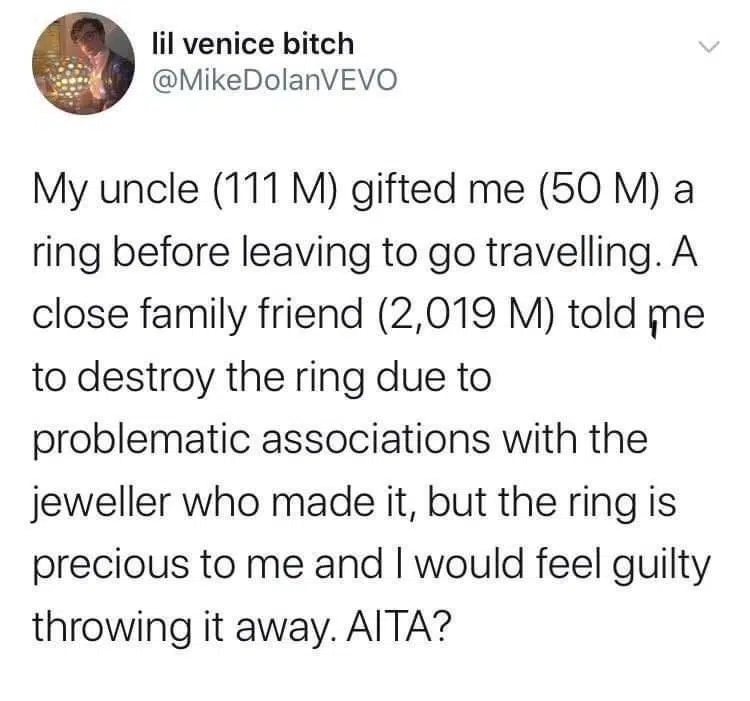 lil venice bitch
@MikeDolanVEVO
My uncle (111 M) gifted me (50 M) a
ring before leaving to go travelling. A
close family friend (2,019 M) told me
to destroy the ring due to
problematic associations with the
jeweller who made it, but the ring is
precious to me and I would feel guilty
throwing it away. AITA?